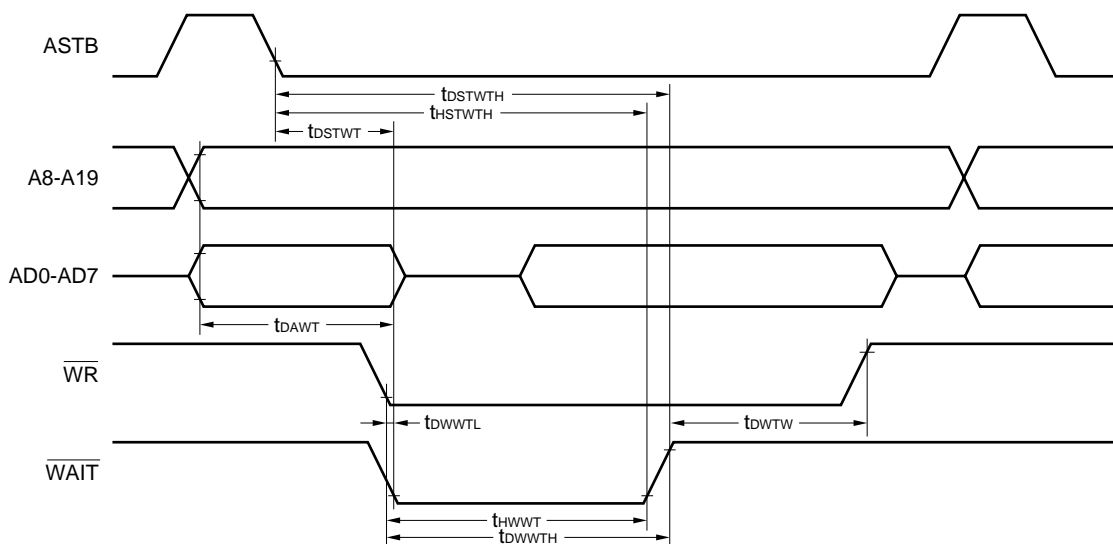 ASTB
tDSTWTH
tHSTWTH
tDSTWT
A8-A19
AD0-AD7
tDAWT
WR
tDWWTL
tDWTW
WAIT
tHWWT
tDWWTH